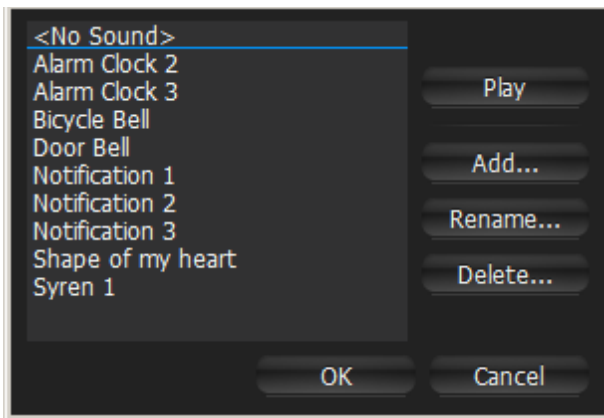 <No Sound>
Alarm Clock 2
Alarm Clock 3
Bicycle Bell
Door Bell
Notification 1
Notification 2
Notification 3
Shape of my heart
Syren 1
Play
Add...
Rename...
Delete...
OK
Cancel